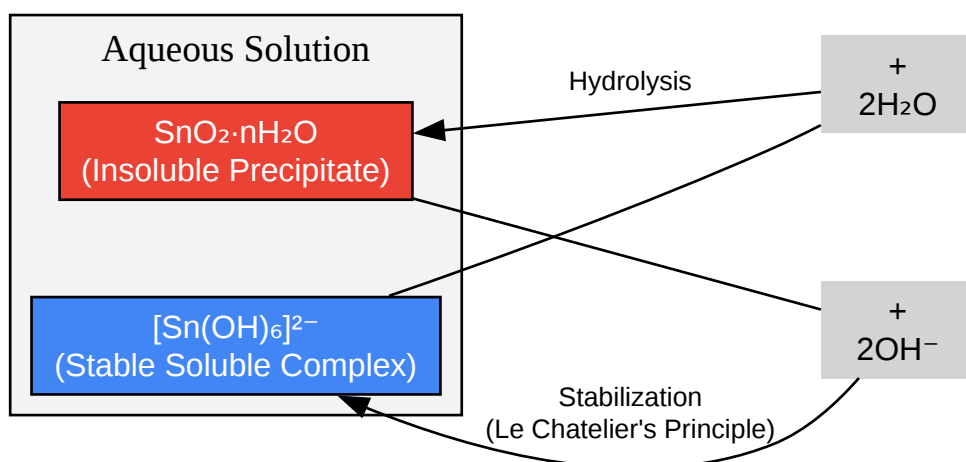 Aqueous Solution
SnO₂·nH₂O
(Insoluble Precipitate)
[Sn(OH)₆]²⁻
(Stable Soluble Complex)
Hydrolysis
+
2H₂O
+
2OH⁻
Stabilization
(Le Chatelier's Principle)